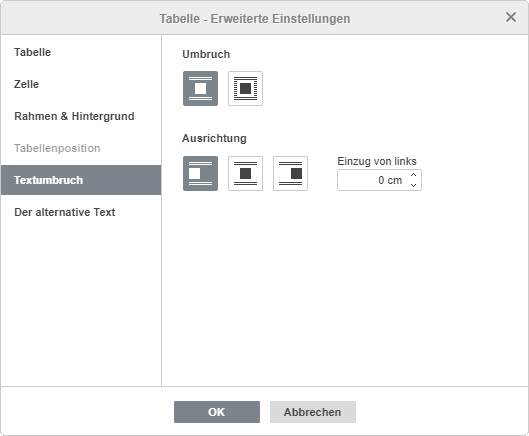 Tabelle - Erweiterte Einstellungen
Tabelle
Zelle
Rahmen & Hintergrund
Tabellenposition
Textumbruch
Der alternative Text
Umbruch
Ausrichtung
Einzug von links
0 cm
OK
Abbrechen